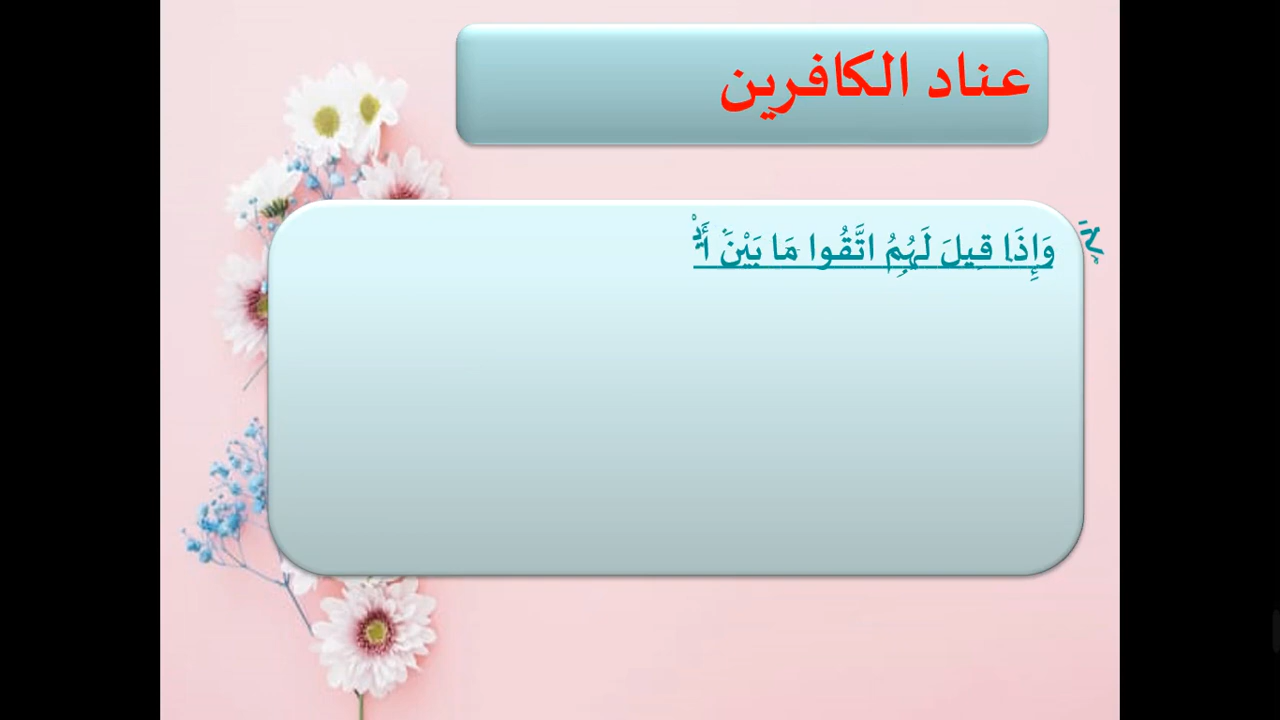 عناد الكافرين
وَإِذَا قِيلَ لَهُمُ اتَّقُوا مَا بَيْنَ